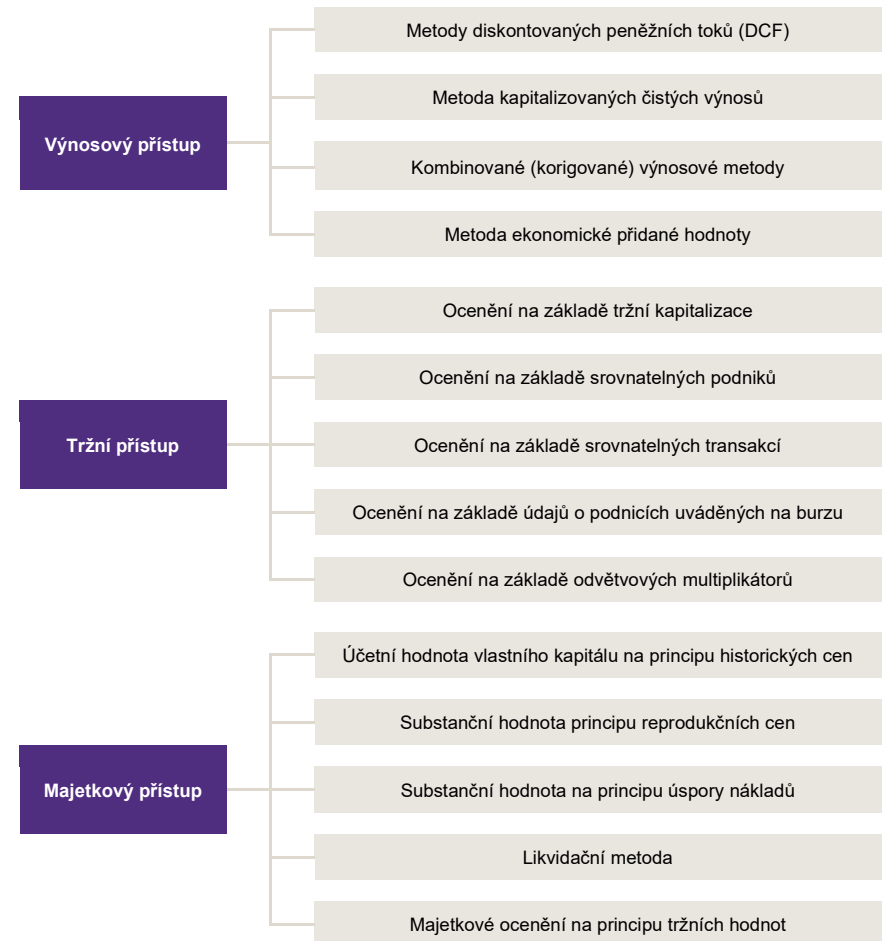 Výnosový přístup
Metody diskontovaných peněžních toků (DCF)
Metoda kapitalizovaných čistých výnosů
Kombinované (korigované) výnosové metody
Metoda ekonomické přidané hodnoty
Tržní přístup
Ocenění na základě tržní kapitalizace
Ocenění na základě srovnatelných podniků
Ocenění na základě srovnatelných transakcí
Ocenění na základě údajů o podnicích uváděných na burzu
Ocenění na základě odvětvových multiplikátorů
Majetkový přístup
Účetní hodnota vlastního kapitálu na principu historických cen
Substanční hodnota principu reprodukčních cen
Substanční hodnota na principu úspory nákladů
Likvidační metoda
Majetkové ocenění na principu tržních hodnot